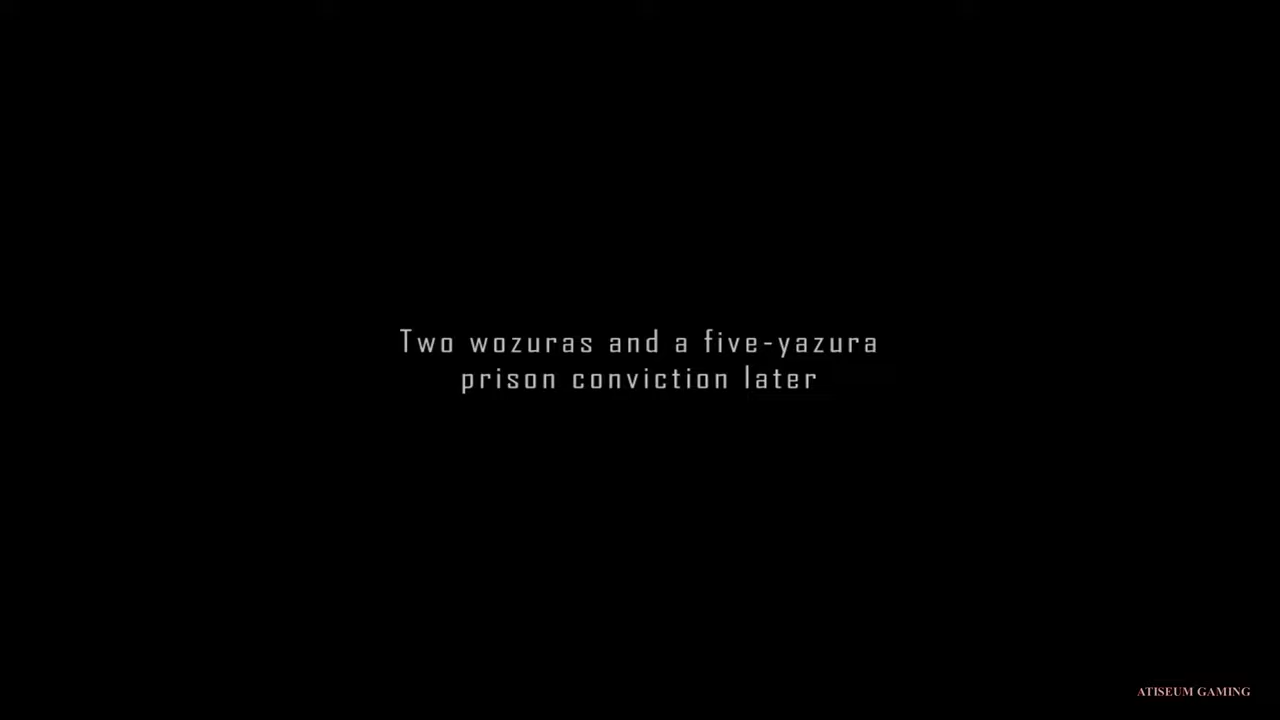 Two wozuras and a five-yazura
prison conviction later
ATISEUM GAMING